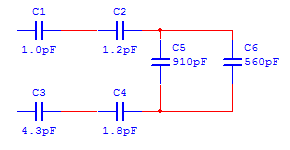 C1 C2
1.0pF 1.2pF
C5 C6
910pF 560pF
C3 C4
4.3pF 1.8pF